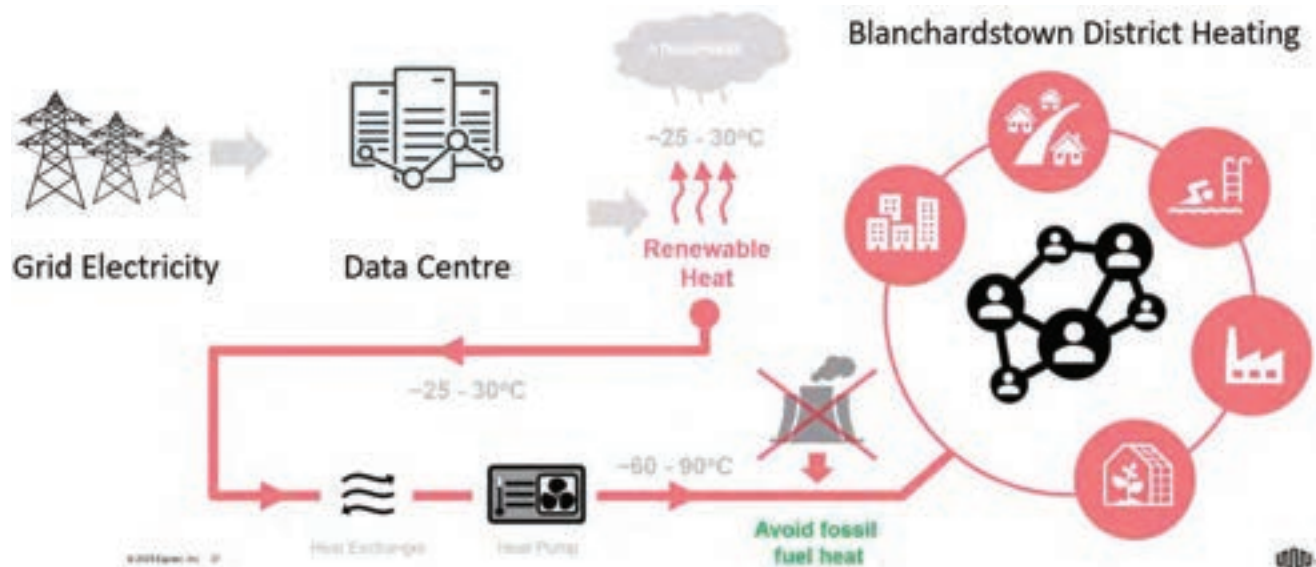 Blanchardstown District Heating
~25 - 30°C
Grid Electricity
Data Centre
Renewable
Heat
~25 - 30°C
~60 - 90°C
Heat Exchanger
Heat Pump
Avoid fossil
fuel heat